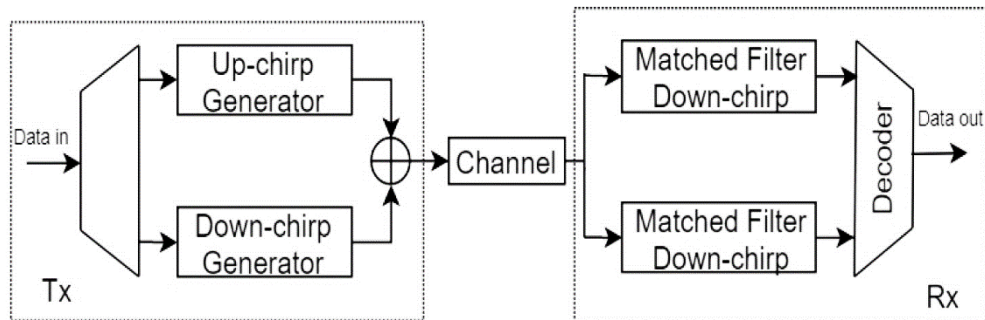 Data in
Up-chirp
Generator
Down-chirp
Generator
Tx
Channel
Matched Filter
Down-chirp
Matched Filter
Down-chirp
Decoder
Data out
Rx